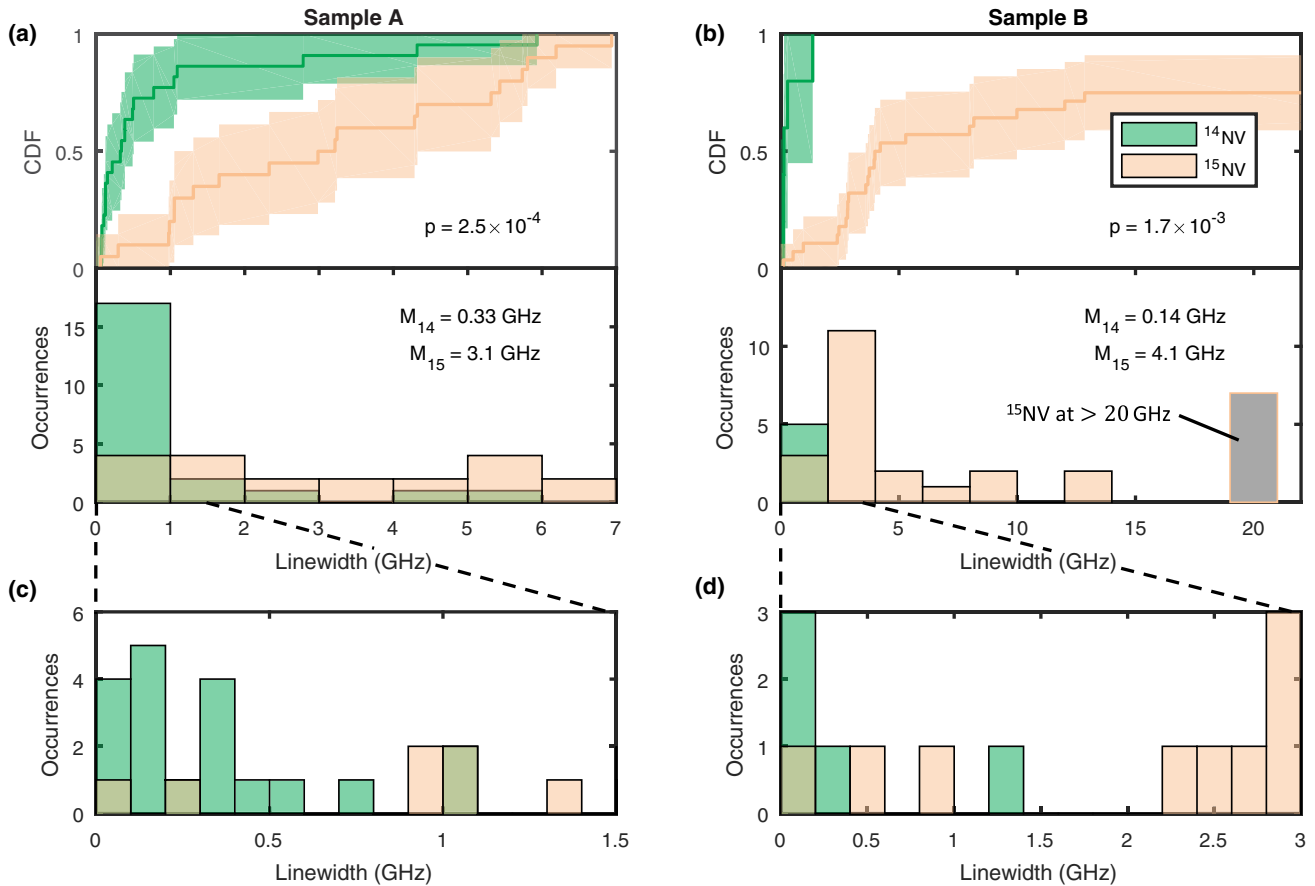 Sample A
Sample B
(a)
(b)
CDF
1
0.5
0
p = 2.5 × 10^-4
CDF
1
0.5
0
^14NV
^15NV
p = 1.7 × 10^-3
Occurrences
15
10
5
0
M_14 = 0.33 GHz
M_15 = 3.1 GHz
0 1 2 3 4 5 6 7
Linewidth (GHz)
Occurrences
10
5
0
M_14 = 0.14 GHz
M_15 = 4.1 GHz
^15NV at > 20 GHz
0 5 10 15 20
Linewidth (GHz)
(c)
(d)
Occurrences
6
4
2
0
0 0.5 1 1.5
Linewidth (GHz)
Occurrences
3
2
1
0
0 0.5 1 1.5 2 2.5 3
Linewidth (GHz)